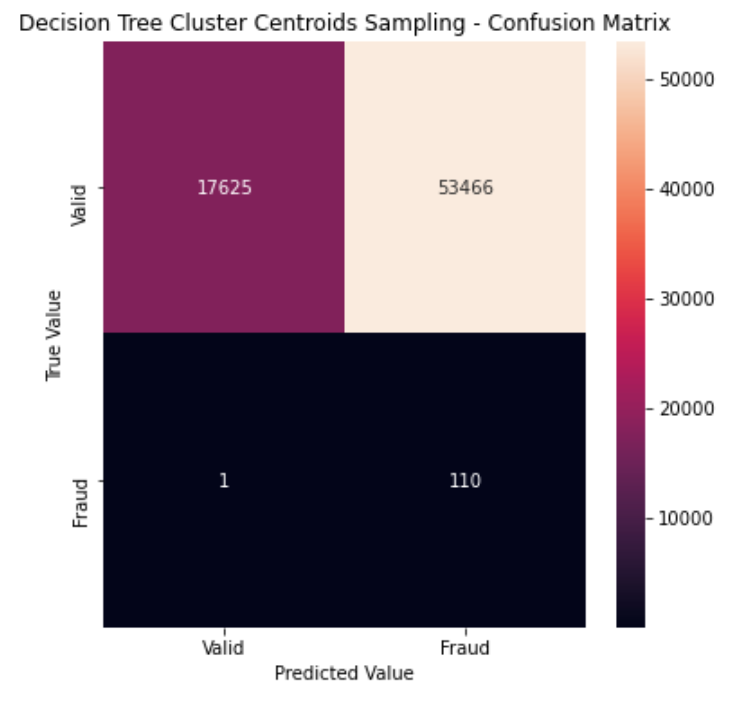 Decision Tree Cluster Centroids Sampling - Confusion Matrix
50000
17625 53466
Valid
40000
30000
True Value
20000
1 110
Fraud
10000
Valid Fraud
Predicted Value